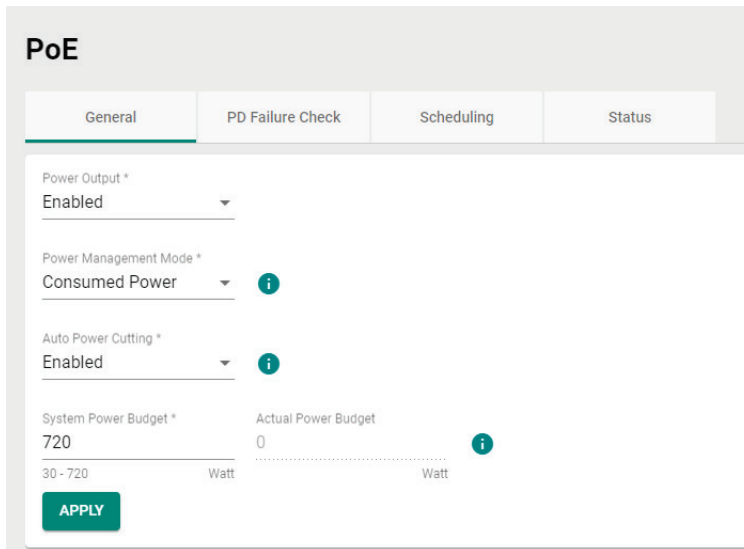 PoE
General PD Failure Check Scheduling Status
Power Output *
Enabled
Power Management Mode *
Consumed Power
Auto Power Cutting *
Enabled
System Power Budget * Actual Power Budget
720 0
30 - 720 Watt Watt
APPLY